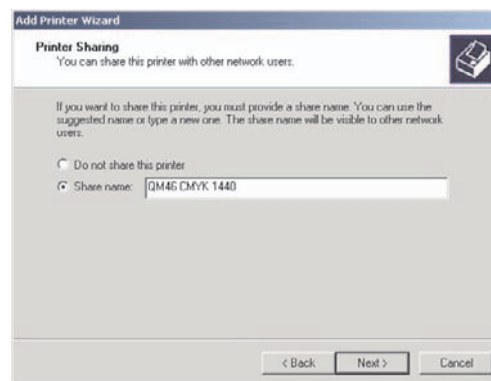 Add Printer Wizard
Printer Sharing
You can share this printer with other network users.
If you want to share this printer, you must provide a share name. You can use the
suggested name or type a new one. The share name will be visible to other network
users.
Do not share this printer
Share name: QM46 CMYK 1440
< Back Next > Cancel